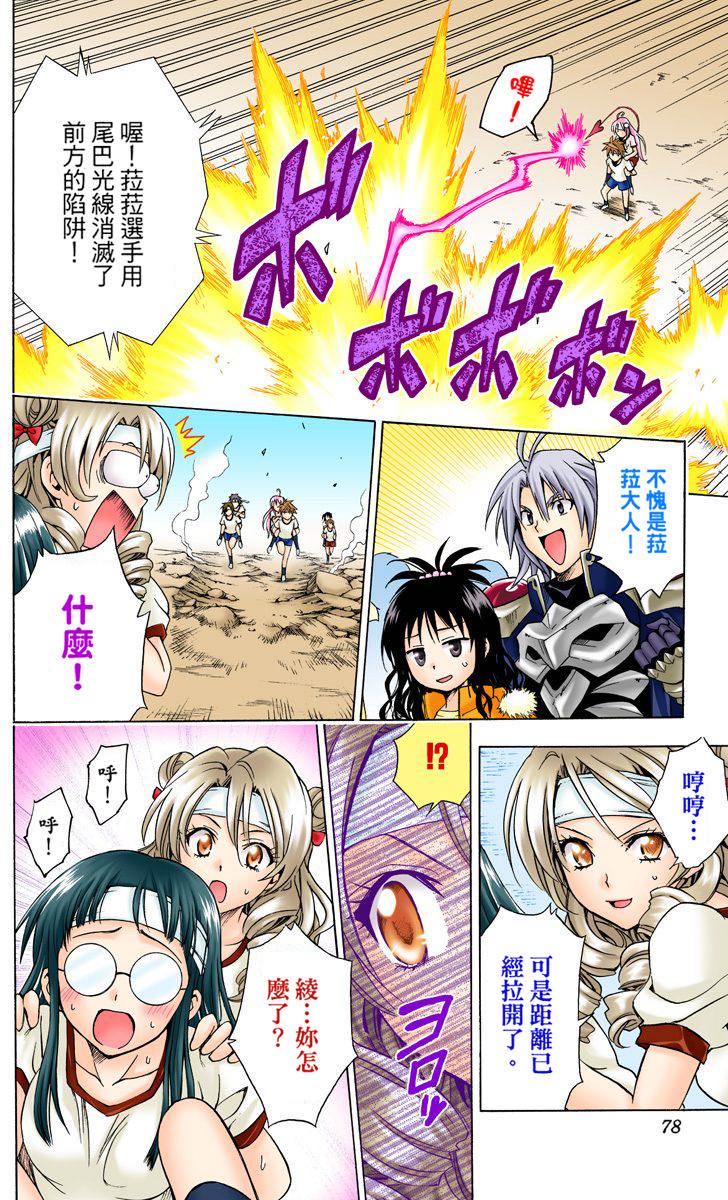 嗶！
喔！菈菈選手用
尾巴光線消滅了
前方的陷阱！
ボ
ボ
ボ
ボン
不愧是菈
菈大人！
什麼！
哼哼…
可是距離已
經拉開了。
!?
ヨロッ
呼！
呼！
綾…妳怎
麼了？
78